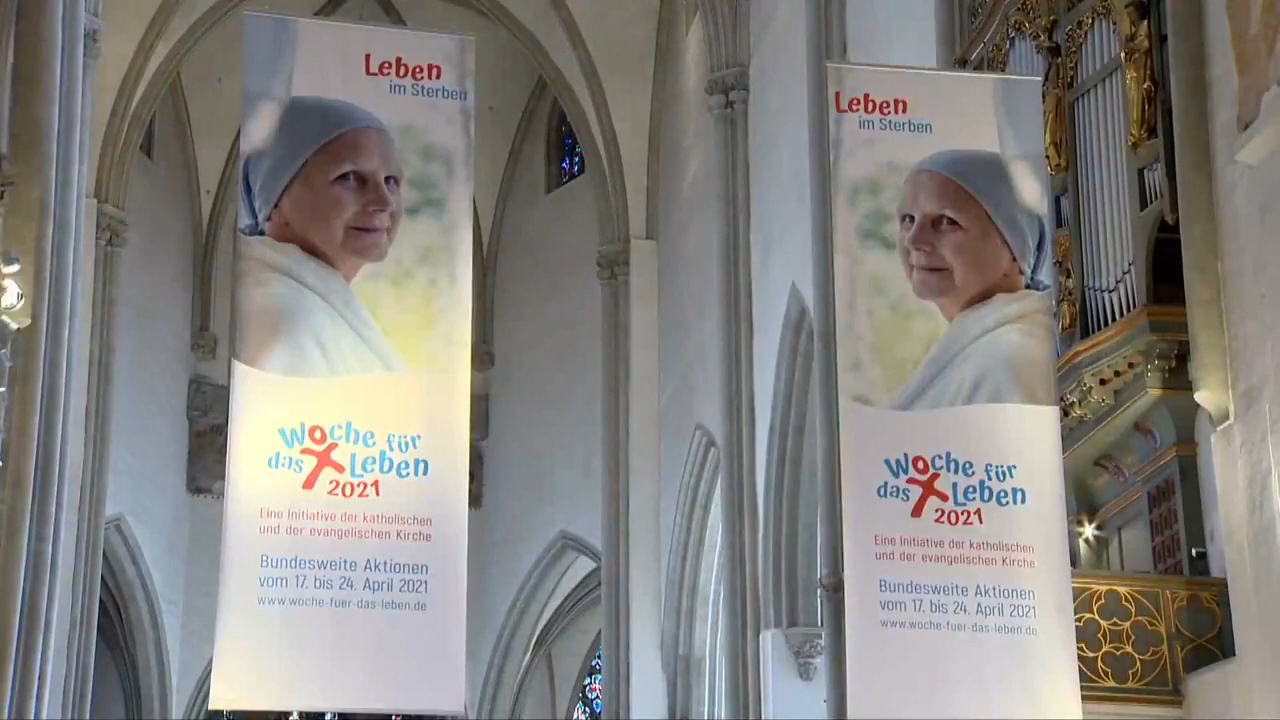 Leben
im Sterben
Woche für
das Leben
2021
Eine Initiative der katholischen
und der evangelischen Kirche
Bundesweite Aktionen
vom 17. bis 24. April 2021
www.woche-fuer-das-leben.de
Leben
im Sterben
Woche für
das Leben
2021
Eine Initiative der katholischen
und der evangelischen Kirche
Bundesweite Aktionen
vom 17. bis 24. April 2021
www.woche-fuer-das-leben.de